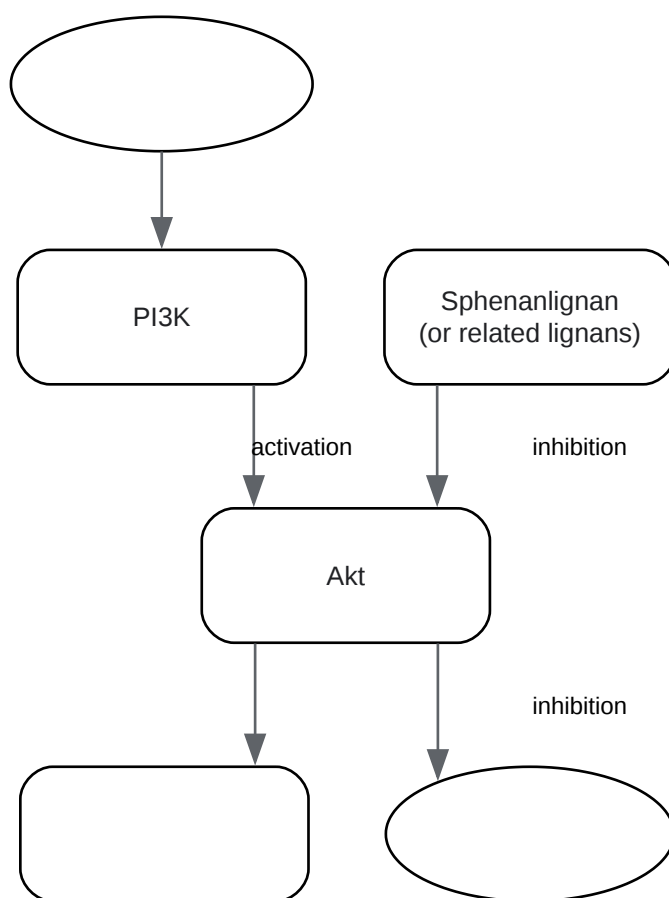 PI3K
Sphenanlignan
(or related lignans)
activation
inhibition
Akt
inhibition